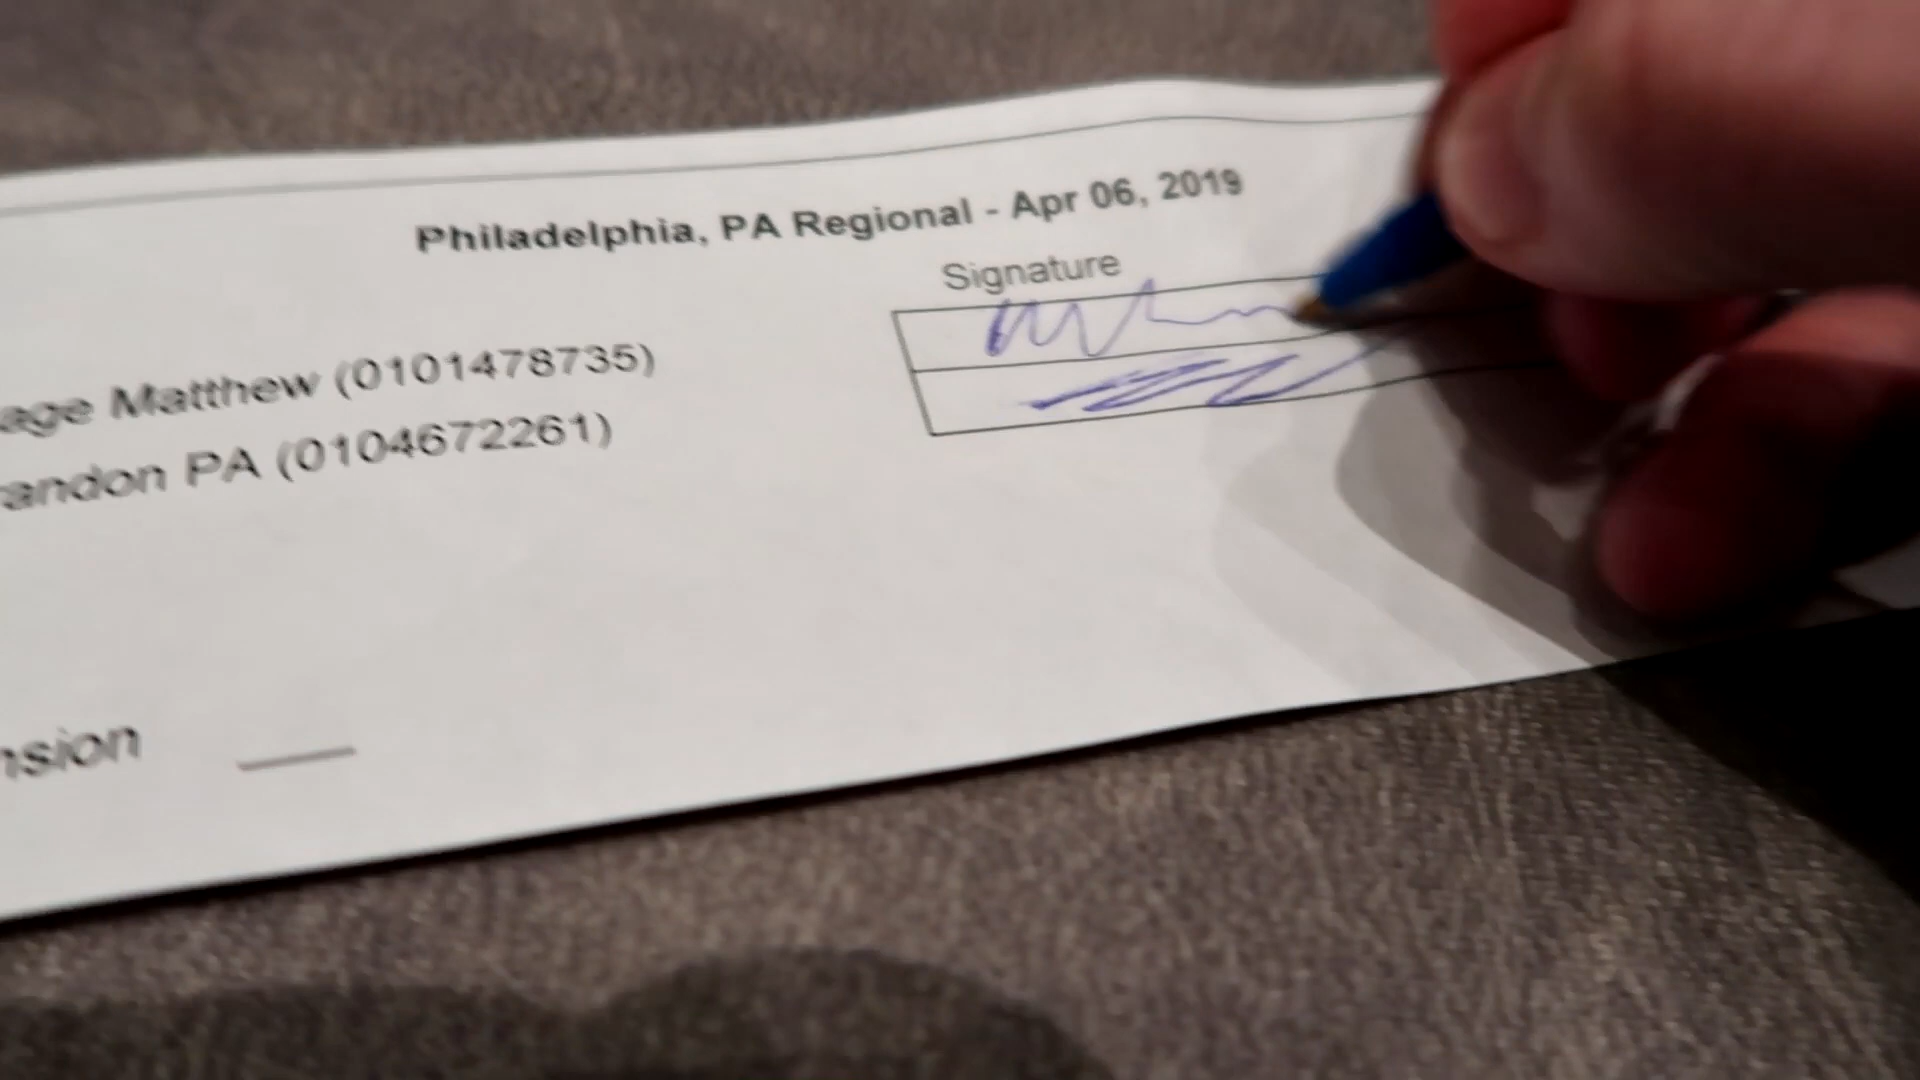 Philadelphia, PA Regional - Apr 06, 2019
Signature
age Matthew (0101478735)
andon PA (0104672261)
nsion